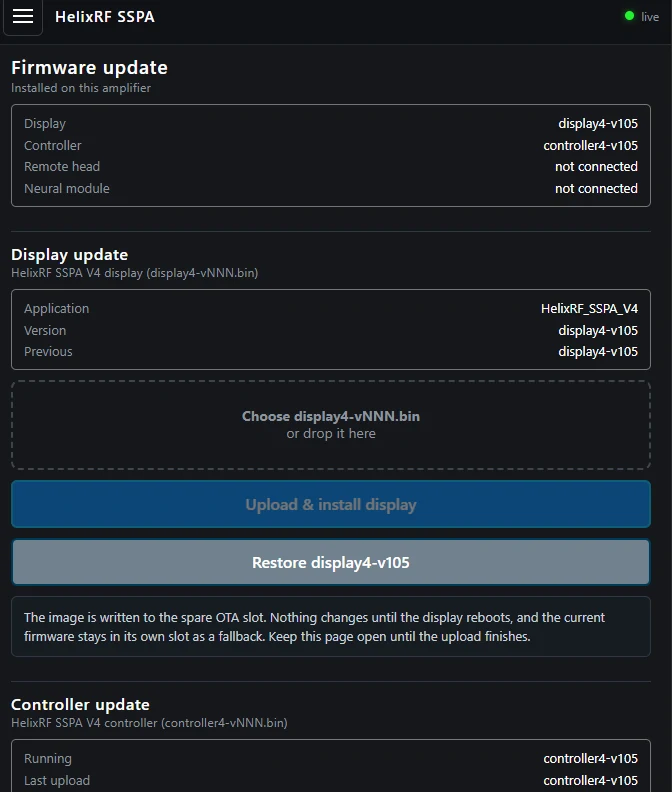 HelixRF SSPA
live
Firmware update
Installed on this amplifier
Display display4-v105
Controller controller4-v105
Remote head not connected
Neural module not connected
Display update
HelixRF SSPA V4 display (display4-vNNN.bin)
Application HelixRF_SSPA_V4
Version display4-v105
Previous display4-v105
Choose display4-vNNN.bin
or drop it here
Upload & install display
Restore display4-v105
The image is written to the spare OTA slot. Nothing changes until the display reboots, and the current
firmware stays in its own slot as a fallback. Keep this page open until the upload finishes.
Controller update
HelixRF SSPA V4 controller (controller4-vNNN.bin)
Running controller4-v105
Last upload controller4-v105